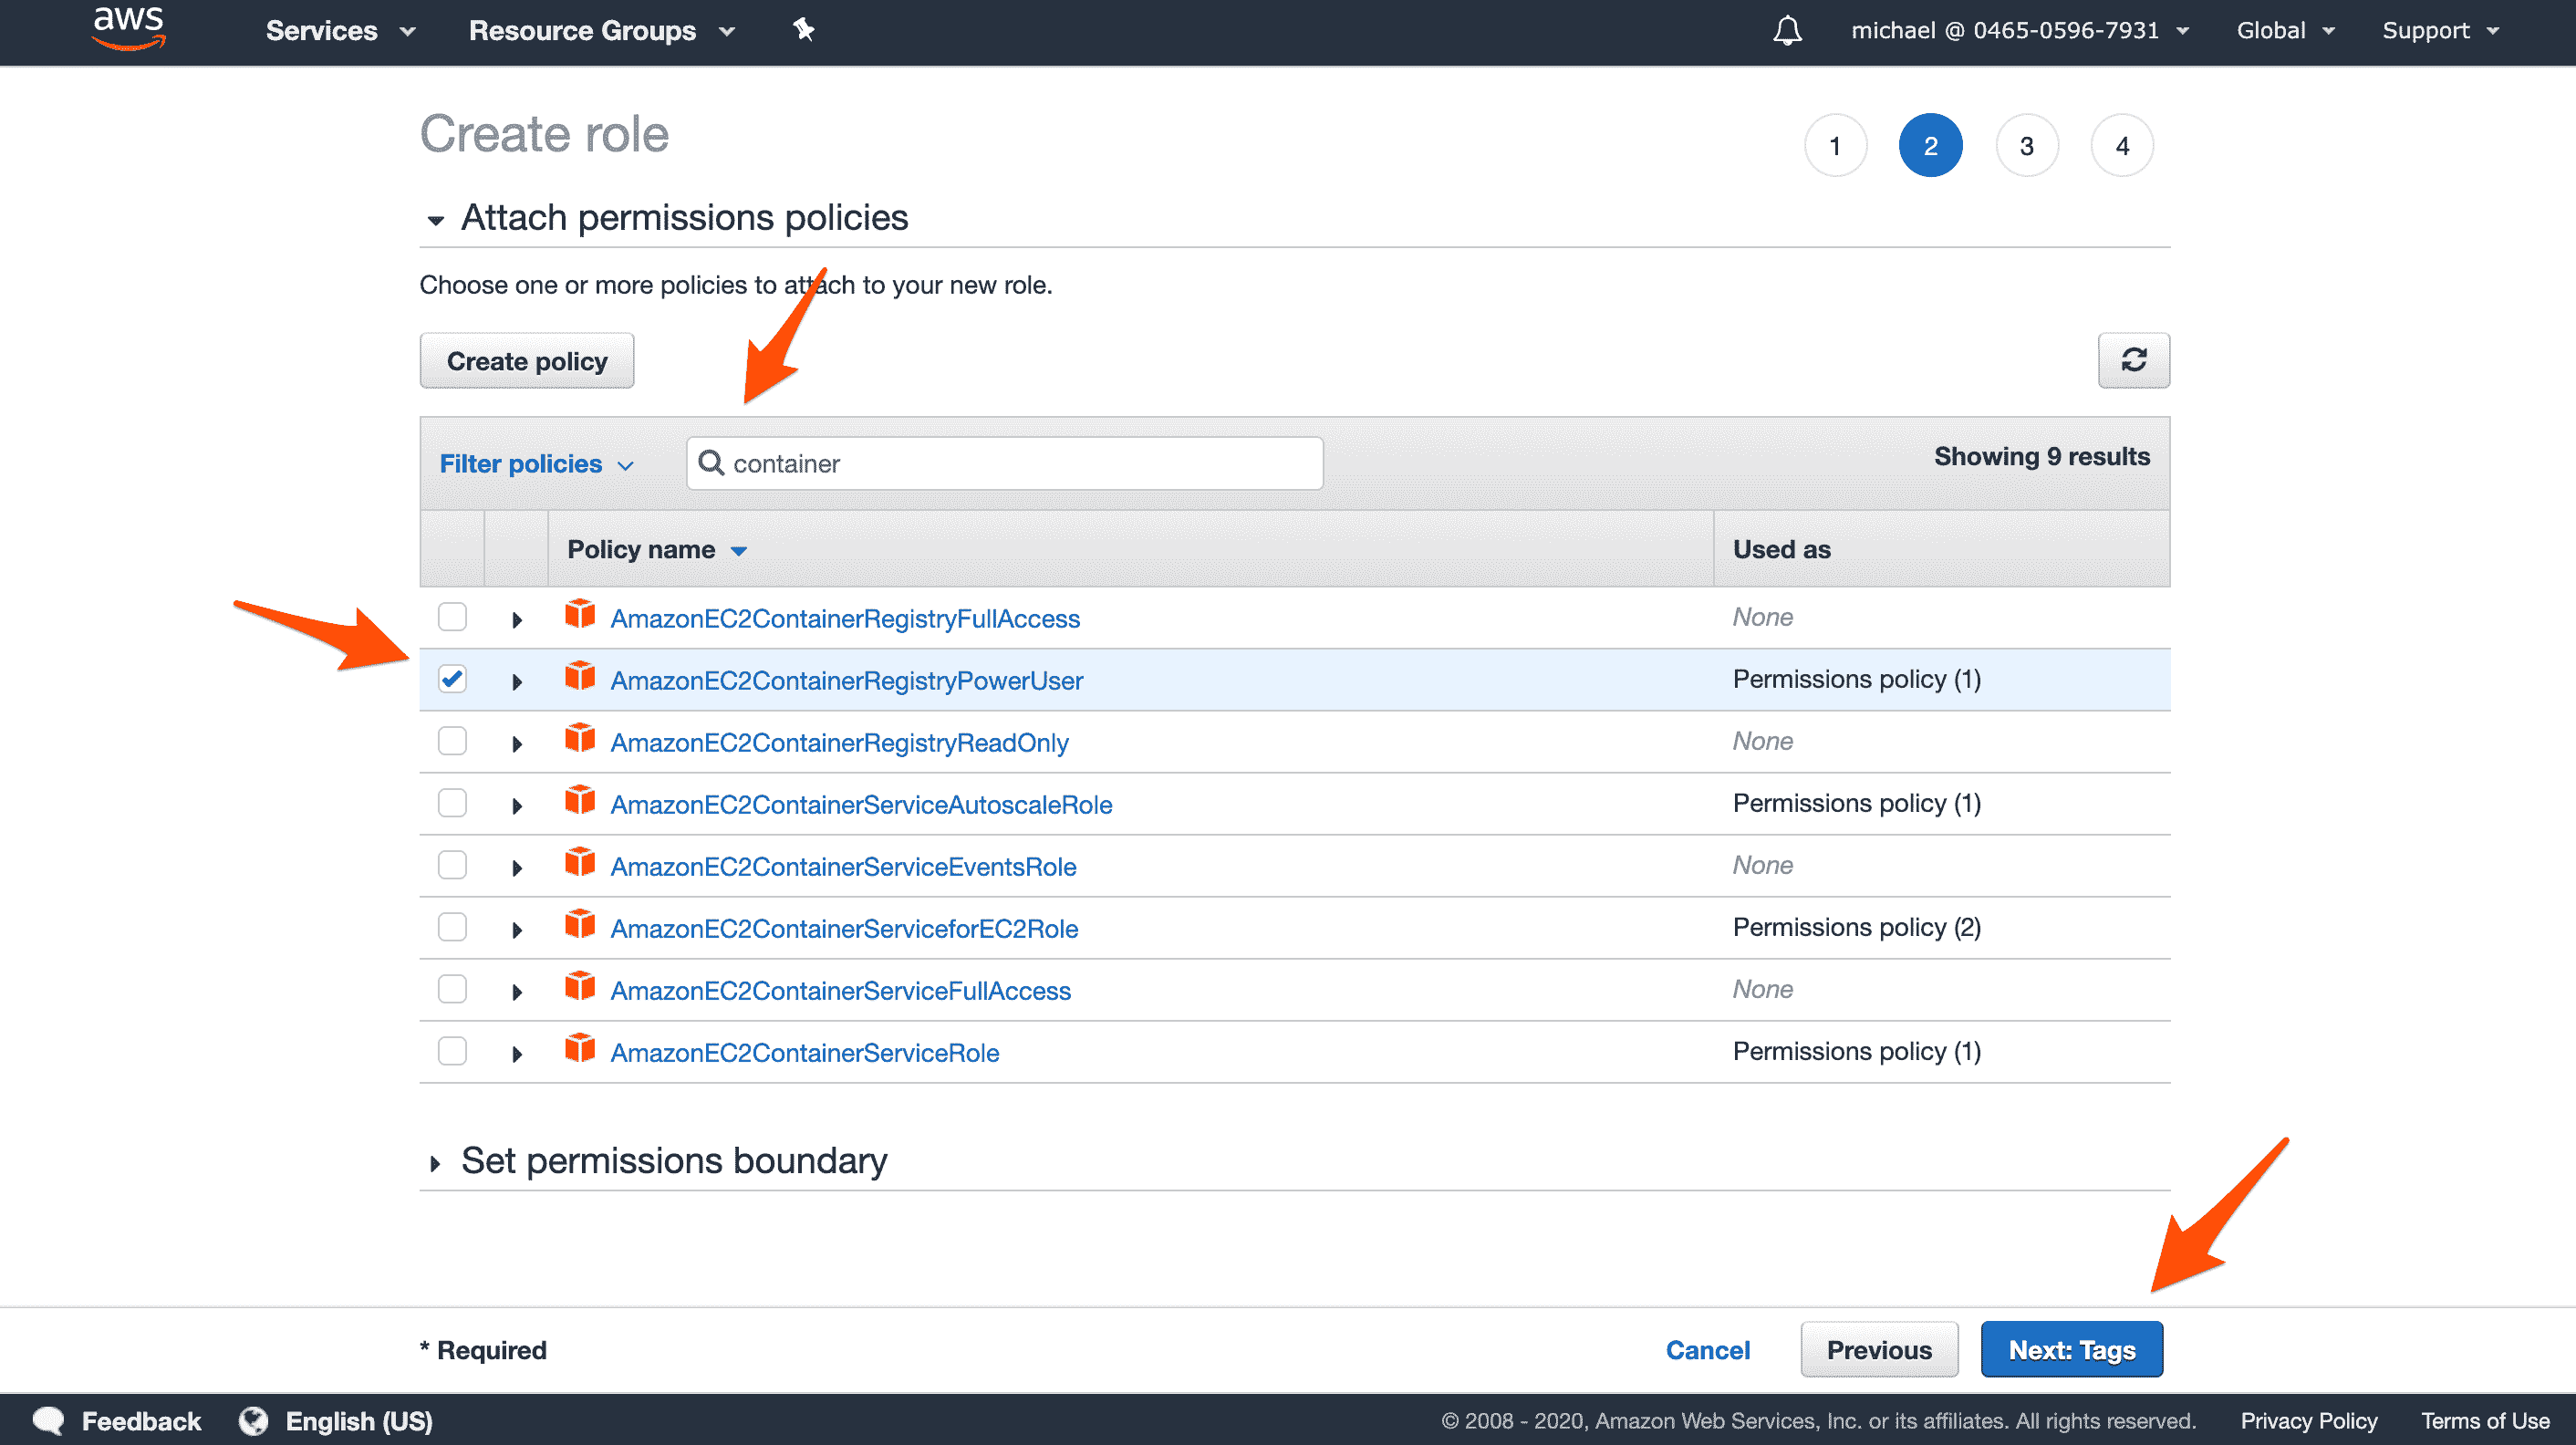 aws Services Resource Groups michael @ 0465-0596-7931 Global Support
Create role
1 2 3 4
Attach permissions policies
Choose one or more policies to attach to your new role.
Create policy
Filter policies container Showing 9 results
Policy name Used as
AmazonEC2ContainerRegistryFullAccess None
AmazonEC2ContainerRegistryPowerUser Permissions policy (1)
AmazonEC2ContainerRegistryReadOnly None
AmazonEC2ContainerServiceAutoscaleRole Permissions policy (1)
AmazonEC2ContainerServiceEventsRole None
AmazonEC2ContainerServiceforEC2Role Permissions policy (2)
AmazonEC2ContainerServiceFullAccess None
AmazonEC2ContainerServiceRole Permissions policy (1)
Set permissions boundary
* Required Cancel Previous Next: Tags
Feedback English (US) © 2008 - 2020, Amazon Web Services, Inc. or its affiliates. All rights reserved. Privacy Policy Terms of Use